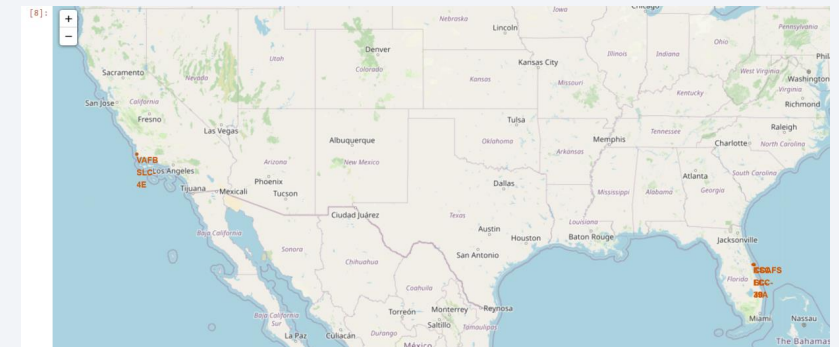 [8]:
+
−
Nebraska
Iowa
Lincoln
Pennsylvania
Utah
Denver
Colorado
Kansas City
Illinois
Indiana
Ohio
Sacramento
Nevada
Kansas
Missouri
West Virginia
Washington
San Jose
California
Kentucky
Virginia
Richmond
Fresno
Las Vegas
Tulsa
Raleigh
Albuquerque
Oklahoma
Memphis
Tennessee
Charlotte
North Carolina
Arkansas
VAFB
SLC-
4E
Los Angeles
Arizona
New Mexico
Phoenix
Atlanta
South Carolina
Tijuana
Mexicali
Tucson
Dallas
Mississippi
Alabama
Georgia
Ciudad Juárez
Texas
Louisiana
Baja California
Austin
Houston
Baton Rouge
Jacksonville
Sonora
Chihuahua
San Antonio
Florida
Coahuila
Torreón
Monterrey
Reynosa
Miami
Nassau
Baja California
Sur
Saltillo
Tamaulipas
La Paz
Culiacán
Durango
México
The Bahamas